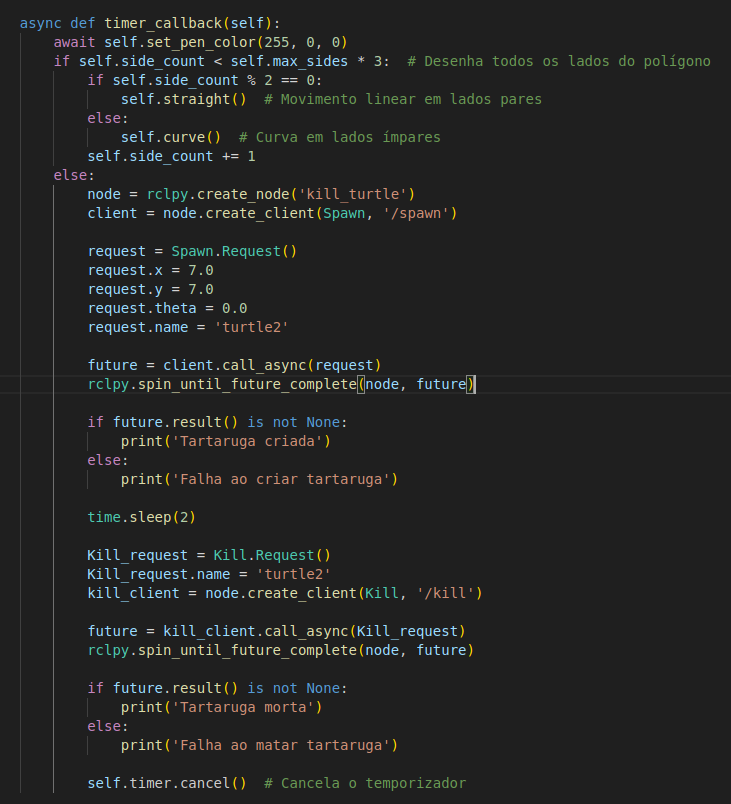 async def timer_callback(self):
    await self.set_pen_color(255, 0, 0)
    if self.side_count < self.max_sides * 3:  # Desenha todos os lados do polígono
        if self.side_count % 2 == 0:
            self.straight()  # Movimento linear em lados pares
        else:
            self.curve()  # Curva em lados ímpares
        self.side_count += 1
    else:
        node = rclpy.create_node('kill_turtle')
        client = node.create_client(Spawn, '/spawn')

        request = Spawn.Request()
        request.x = 7.0
        request.y = 7.0
        request.theta = 0.0
        request.name = 'turtle2'

        future = client.call_async(request)
        rclpy.spin_until_future_complete(node, future)

        if future.result() is not None:
            print('Tartaruga criada')
        else:
            print('Falha ao criar tartaruga')

        time.sleep(2)

        Kill_request = Kill.Request()
        Kill_request.name = 'turtle2'
        kill_client = node.create_client(Kill, '/kill')

        future = kill_client.call_async(Kill_request)
        rclpy.spin_until_future_complete(node, future)

        if future.result() is not None:
            print('Tartaruga morta')
        else:
            print('Falha ao matar tartaruga')

        self.timer.cancel()  # Cancela o temporizador